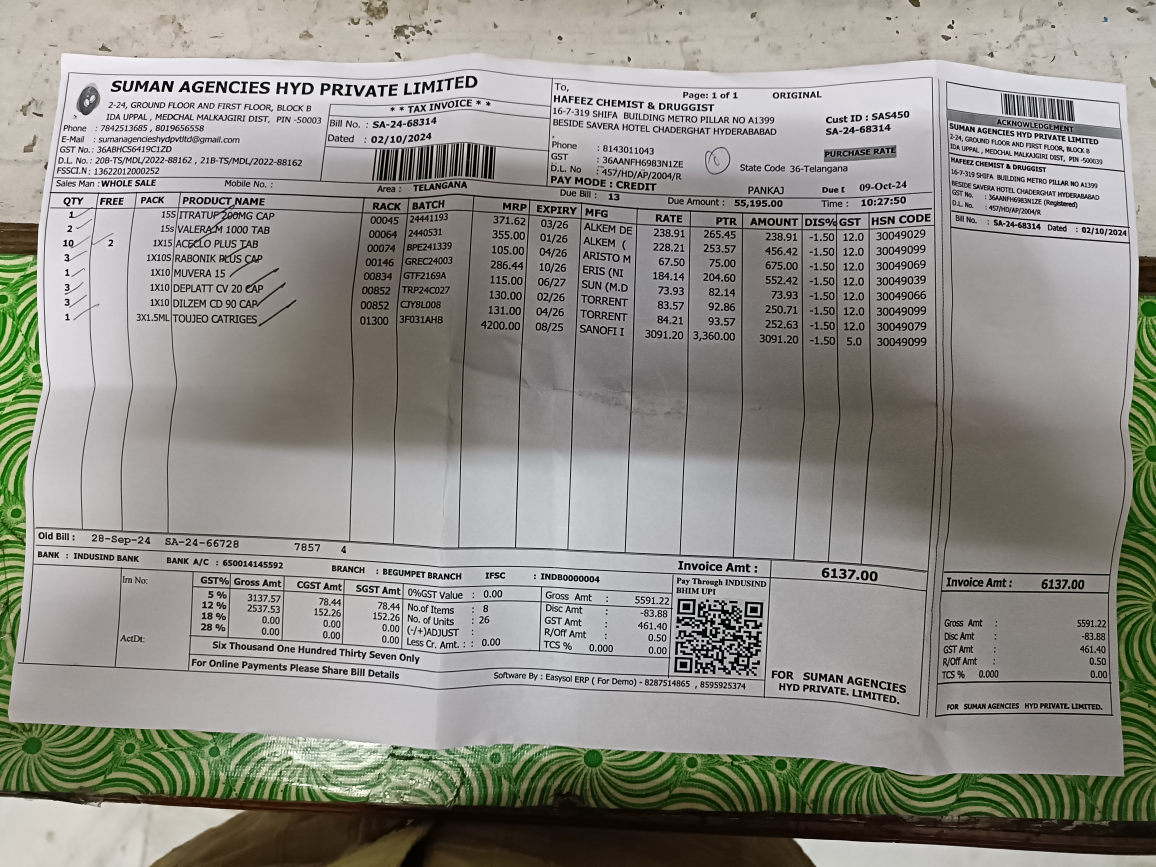 SUMAN AGENCIES HYD PRIVATE LIMITED
2-24, GROUND FLOOR AND FIRST FLOOR, BLOCK B
IDA UPPAL , MEDCHAL MALKAJGIRI DIST, PIN -50003
Phone : 7842513685 , 8019656558
E-Mail : sumanagencieshydpvtltd@gmail.com
GST No.: 36ABHCS6419C1ZD
D.L. No.: 20B-TS/MDL/2022-88162 , 21B-TS/MDL/2022-88162
FSSCI.N : 13622012000252
* * TAX INVOICE * *
Bill No. : SA-24-68314
Dated : 02/10/2024
To,
HAFEEZ CHEMIST & DRUGGIST
16-7-319 SHIFA BUILDING METRO PILLAR NO A1399
BESIDE SAVERA HOTEL CHADERGHAT HYDERABABAD
Phone : 8143011043
GST : 36AANFH6983N1ZE
D.L. No : 457/HD/AP/2004/R
PAY MODE : CREDIT
Page: 1 of 1 ORIGINAL
Cust ID : SAS450
SA-24-68314
PURCHASE RATE
State Code 36-Telangana
Sales Man : WHOLE SALE Mobile No. : Area : TELANGANA Due Bill : 13 Due Amount : 55,195.00
PANKAJ Due D 09-Oct-24
Time : 10:27:50
QTY FREE PACK PRODUCT NAME RACK BATCH MRP EXPIRY MFG RATE PTR AMOUNT DIS% GST HSN CODE
1 15S ITRATUF 200MG CAP 00045 24441193 371.62 03/26 ALKEM DE 238.91 265.45 238.91 -1.50 12.0 30049029
2 15s VALERAJM 1000 TAB 00064 2440531 355.00 01/26 ALKEM ( 228.21 253.57 456.42 -1.50 12.0 30049099
10 2 1X15 ACECLO PLUS TAB 00074 BPE241339 105.00 04/26 ARISTO M 67.50 75.00 675.00 -1.50 12.0 30049069
3 1X10S RABONIK PLUS CAP 00146 GREC24003 286.44 10/26 ERIS (NI 184.14 204.60 552.42 -1.50 12.0 30049039
1 1X10 MUVERA 15 00834 GTF2169A 115.00 06/27 SUN (M.D 73.93 82.14 73.93 -1.50 12.0 30049066
3 1X10 DEPLATT CV 20 CAP 00852 TRP24C027 130.00 02/26 TORRENT 83.57 92.86 250.71 -1.50 12.0 30049099
3 1X10 DILZEM CD 90 CAP 00852 CJY8L008 131.00 04/26 TORRENT 84.21 93.57 252.63 -1.50 12.0 30049079
1 3X1.5ML TOUJEO CATRIGES 01300 3F031AHB 4200.00 08/25 SANOFI I 3091.20 3,360.00 3091.20 -1.50 5.0 30049099
Old Bill : 28-Sep-24 SA-24-66728 7857 4
BANK : INDUSIND BANK BANK A/C : 650014145592 BRANCH : BEGUMPET BRANCH IFSC : INDB0000004
Invoice Amt : 6137.00
Irn No:
ActDt:
GST% Gross Amt CGST Amt SGST Amt
5 % 3137.57 78.44 78.44
12 % 2537.53 152.26 152.26
18 % 0.00 0.00 0.00
28 % 0.00 0.00 0.00
0%GST Value : 0.00
No.of Items : 8
No. of Units : 26
(-/+)ADJUST :
Less Cr. Amt. : : 0.00
Gross Amt : 5591.22
Disc Amt : -83.88
GST Amt : 461.40
R/Off Amt : 0.50
TCS % 0.000 0.00
Six Thousand One Hundred Thirty Seven Only
For Online Payments Please Share Bill Details
Software By : Easysol ERP ( For Demo) - 8287514865 , 8595925374
Pay Through INDUSIND
BHIM UPI
FOR SUMAN AGENCIES
HYD PRIVATE. LIMITED.
ACKNOWLEDGEMENT
SUMAN AGENCIES HYD PRIVATE LIMITED
2-24, GROUND FLOOR AND FIRST FLOOR, BLOCK B
IDA UPPAL , MEDCHAL MALKAJGIRI DIST, PIN -500039
HAFEEZ CHEMIST & DRUGGIST
16-7-319 SHIFA BUILDING METRO PILLAR NO A1399
BESIDE SAVERA HOTEL CHADERGHAT HYDERABABAD
G.S.T No. : 36AANFH6983N1ZE (Registered)
D.L. No. : 457/HD/AP/2004/R
Bill No. : SA-24-68314 Dated : 02/10/2024
Invoice Amt : 6137.00
Gross Amt : 5591.22
Disc Amt : -83.88
GST Amt : 461.40
R/Off Amt : 0.50
TCS % 0.000 0.00
FOR SUMAN AGENCIES HYD PRIVATE. LIMITED.